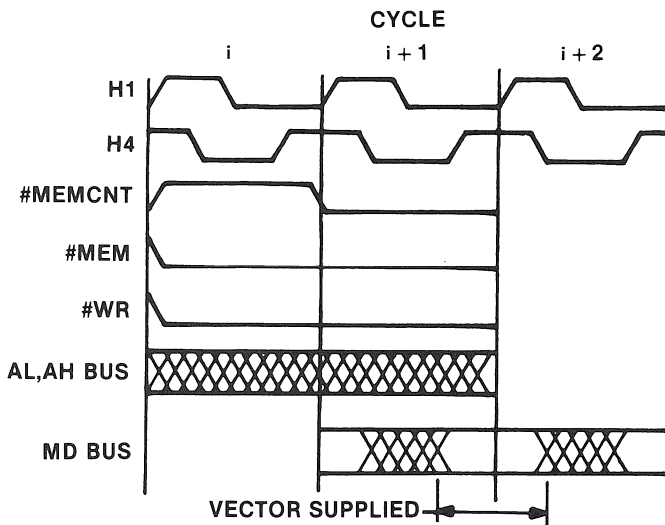 CYCLE
i i + 1 i + 2
H1
H4
#MEMCNT
#MEM
#WR
AL,AH BUS
MD BUS
VECTOR SUPPLIED